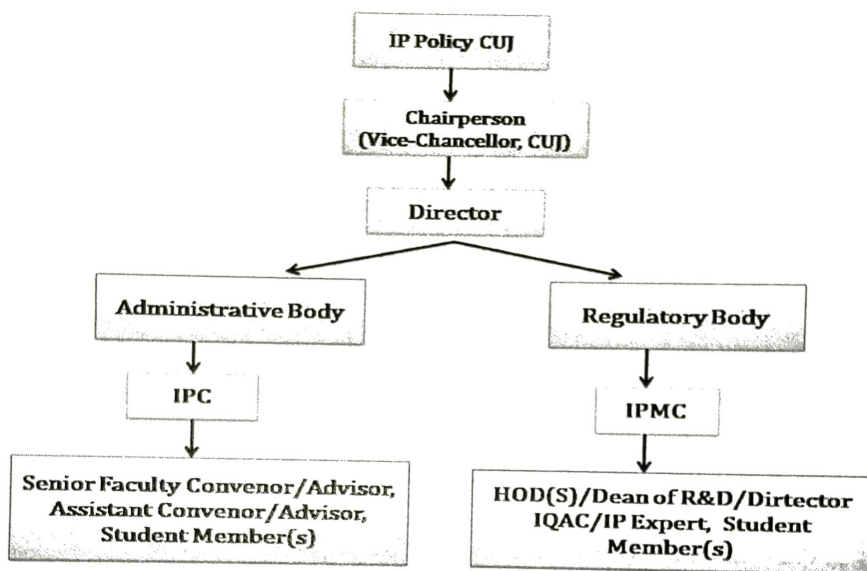 IP Policy CUJ
Chairperson
(Vice-Chancellor, CUJ)
Director
Administrative Body
Regulatory Body
IPC
IPMC
Senior Faculty Convenor/Advisor,
Assistant Convenor/Advisor,
Student Member(s)
HOD(S)/Dean of R&D/Dirtector
IQAC/IP Expert, Student
Member(s)